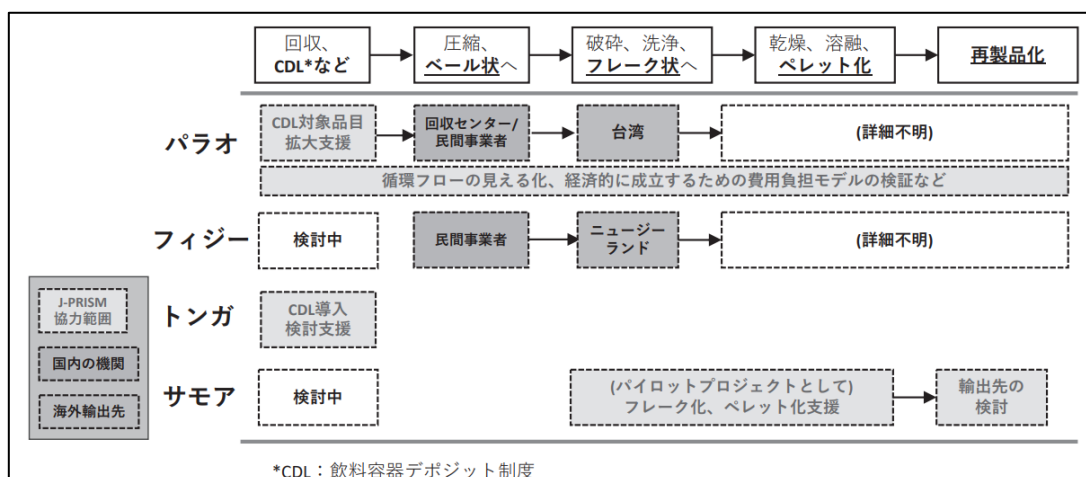 回収、
CDL*など
圧縮、
ベール状へ
破砕、洗浄、
フレーク状へ
乾燥、溶融、
ペレット化
再製品化
パラオ
CDL対象品目
拡大支援
回収センター/
民間事業者
台湾
(詳細不明)
循環フローの見える化、経済的に成立するための費用負担モデルの検証など
フィジー
検討中
民間事業者
ニュージー
ランド
(詳細不明)
J-PRISM
協力範囲
国内の機関
海外輸出先
トンガ
CDL導入
検討支援
サモア
検討中
(パイロットプロジェクトとして)
フレーク化、ペレット化支援
輸出先の
検討
*CDL：飲料容器デポジット制度